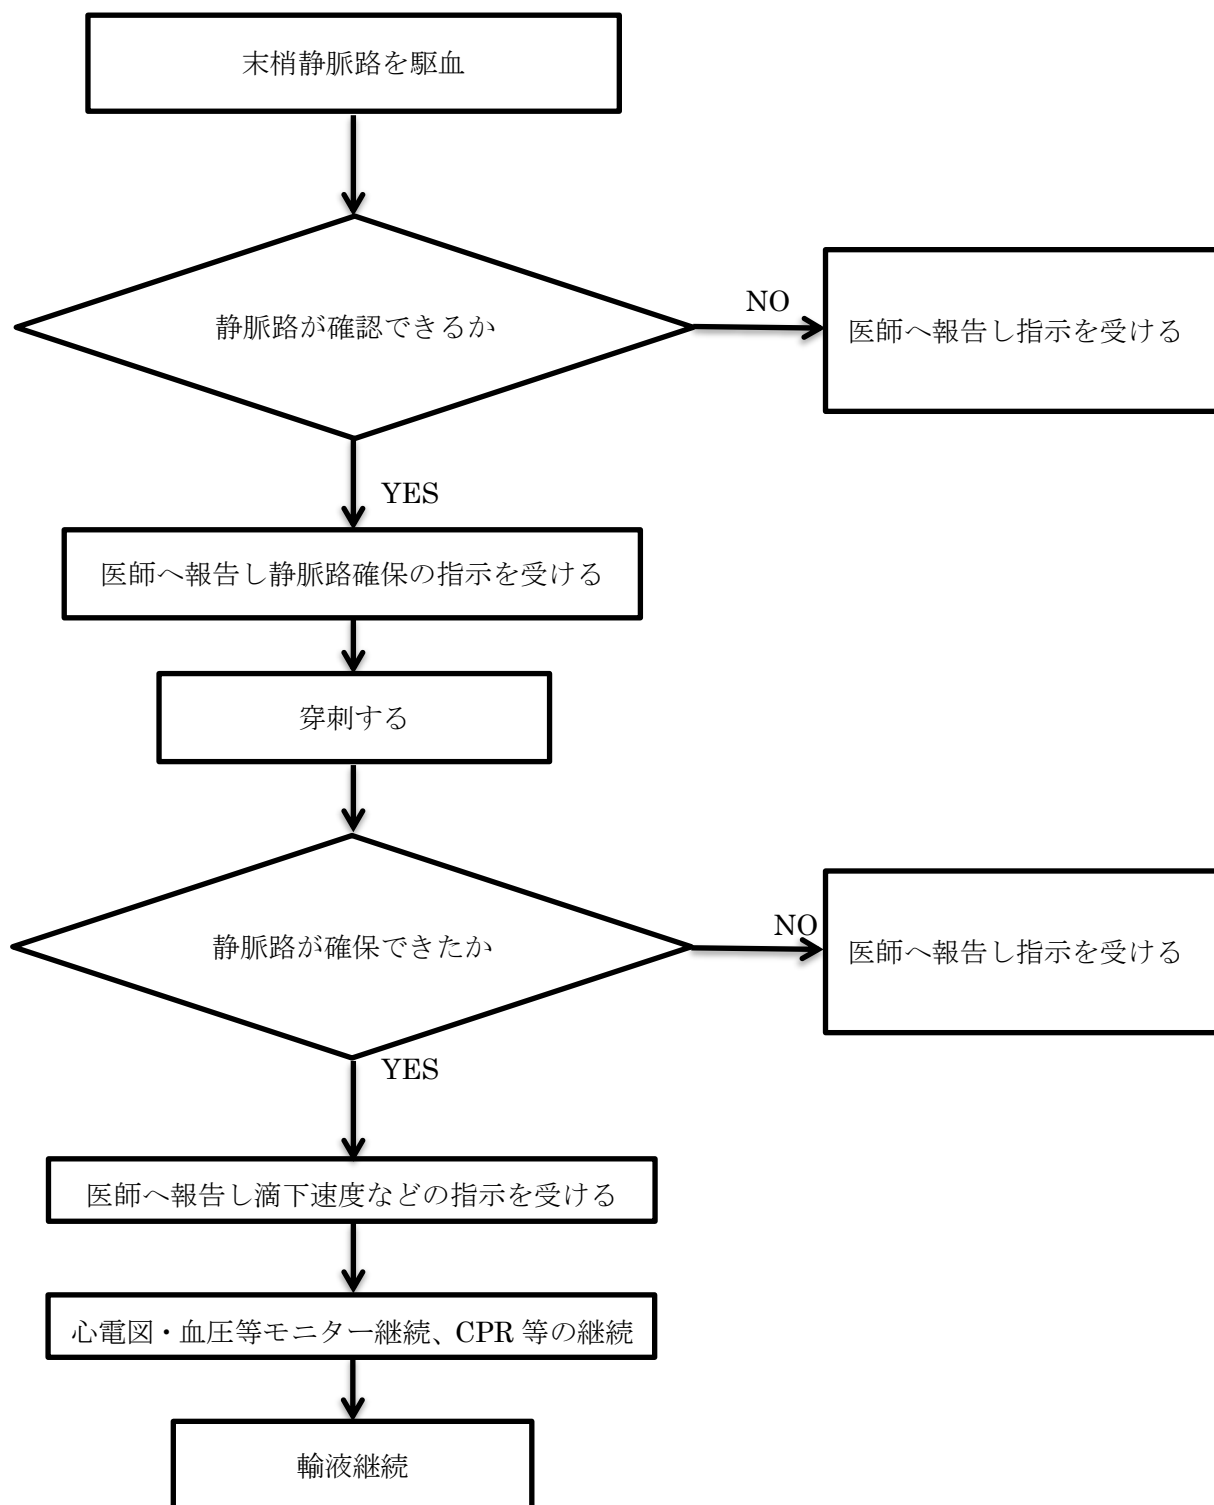 末梢静脈路を駆血
静脈路が確認できるか
NO
医師へ報告し指示を受ける
YES
医師へ報告し静脈路確保の指示を受ける
穿刺する
静脈路が確保できたか
NO
医師へ報告し指示を受ける
YES
医師へ報告し滴下速度などの指示を受ける
心電図・血圧等モニター継続、CPR 等の継続
輸液継続